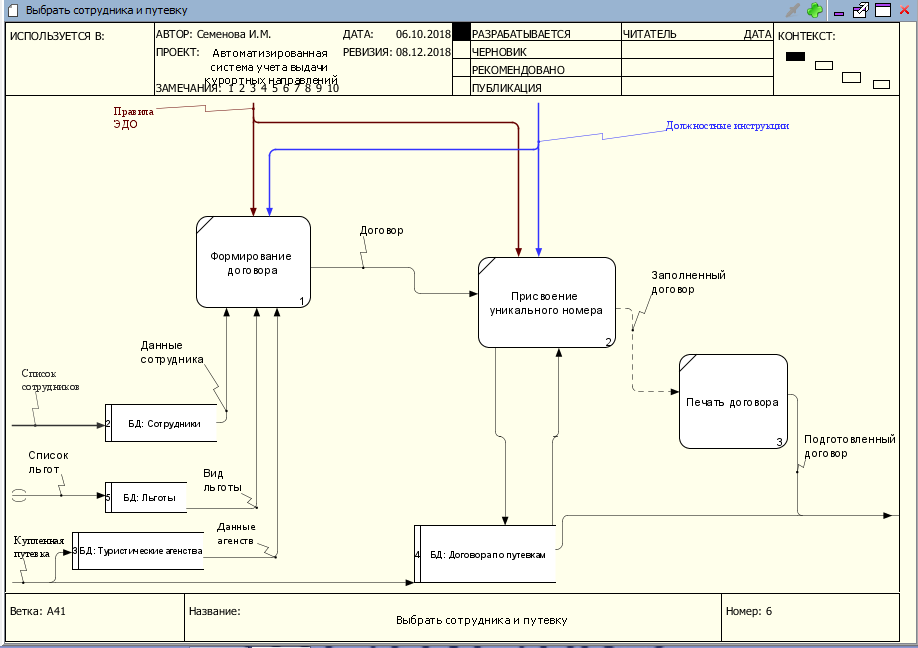 Выбрать сотрудника и путевку
ИСПОЛЬЗУЕТСЯ В:
АВТОР: Семенова И.М.
ДАТА: 06.10.2018
ПРОЕКТ: Автоматизированная
система учета выдачи
курортных направлений
РЕВИЗИЯ: 08.12.2018
ЗАМЕЧАНИЯ: 1 2 3 4 5 6 7 8 9 10
РАЗРАБАТЫВАЕТСЯ
ЧЕРНОВИК
РЕКОМЕНДОВАНО
ПУБЛИКАЦИЯ
ЧИТАТЕЛЬ ДАТА
КОНТЕКСТ:
Правила
ЭДО
Должностные инструкции
Формирование
договора
1
Договор
Присвоение
уникального номера
2
Заполненный
договор
Печать договора
3
Подготовленный
договор
Данные
сотрудника
Список
сотрудников
2 БД: Сотрудники
Список
льгот
5 БД: Льготы
Вид
льготы
Данные
агенств
Купленная
путевка
3 БД: Туристические агенства
4 БД: Договора по путевкам
Ветка: A41
Название:
Выбрать сотрудника и путевку
Номер: 6